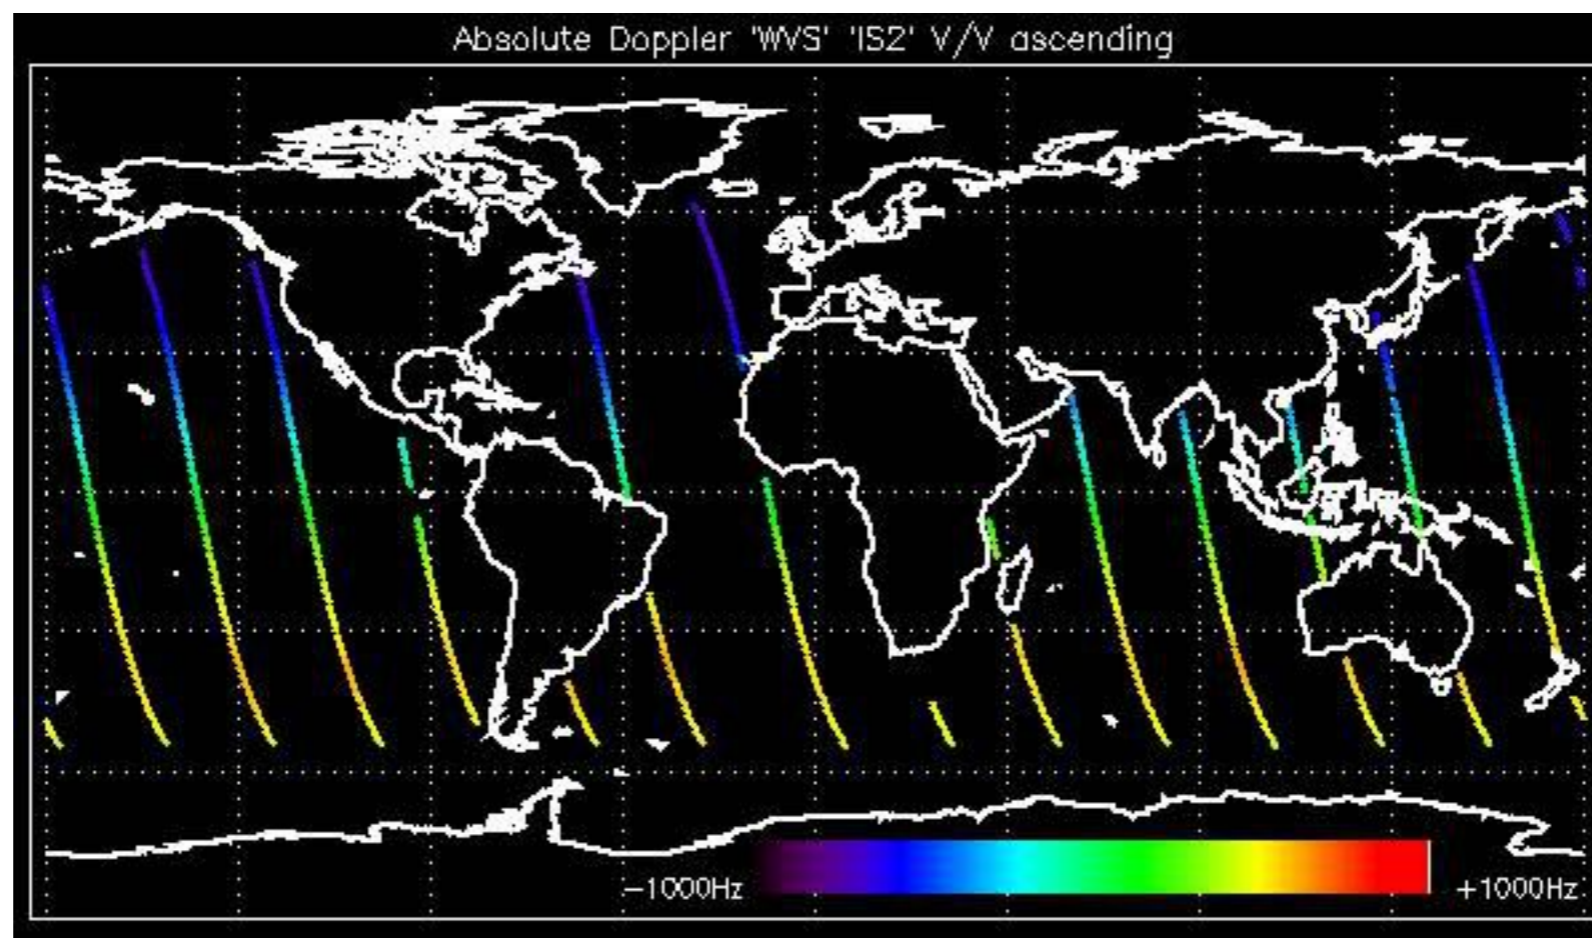 Absolute Doppler 'WVS' 'IS2' V/V ascending
−1000Hz +1000Hz